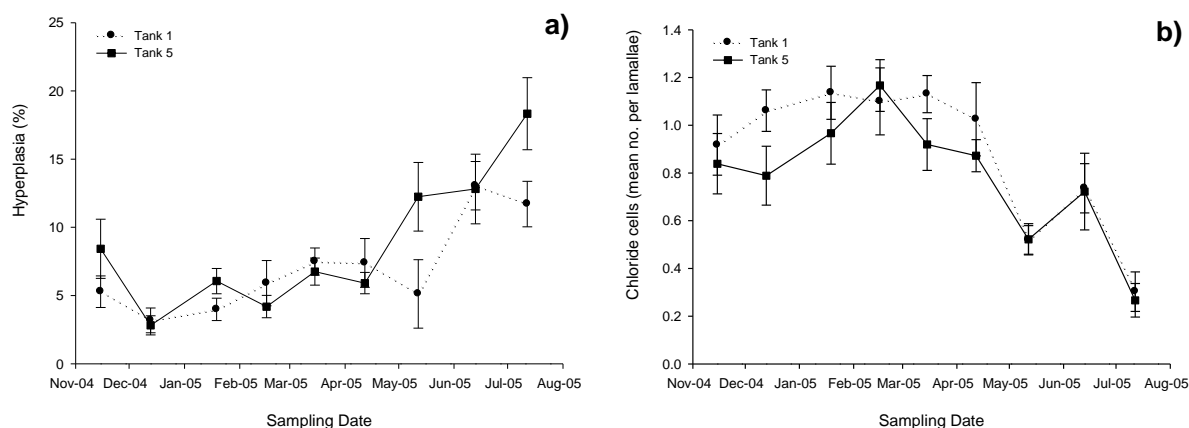 a)
Tank 1
Tank 5
Hyperplasia (%)
25
20
15
10
5
0
Nov-04 Dec-04 Jan-05 Feb-05 Mar-05 Apr-05 May-05 Jun-05 Jul-05 Aug-05
Sampling Date
b)
Tank 1
Tank 5
Chloride cells (mean no. per lamallae)
1.4
1.2
1.0
0.8
0.6
0.4
0.2
0.0
Nov-04 Dec-04 Jan-05 Feb-05 Mar-05 Apr-05 May-05 Jun-05 Jul-05 Aug-05
Sampling Date